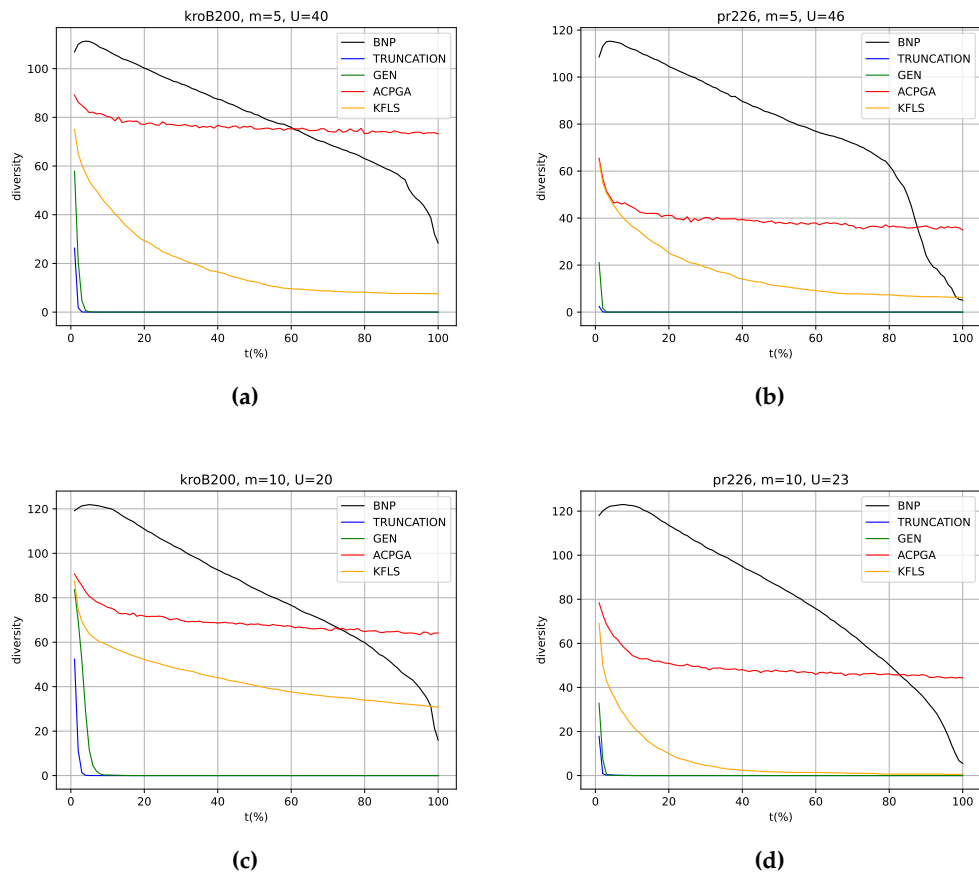 kroB200, m=5, U=40
diversity
100
80
60
40
20
0
0 20 40 60 80 100
t(%)
BNP
TRUNCATION
GEN
ACPGA
KFLS
(a)
pr226, m=5, U=46
diversity
120
100
80
60
40
20
0
0 20 40 60 80 100
t(%)
BNP
TRUNCATION
GEN
ACPGA
KFLS
(b)
kroB200, m=10, U=20
diversity
120
100
80
60
40
20
0
0 20 40 60 80 100
t(%)
BNP
TRUNCATION
GEN
ACPGA
KFLS
(c)
pr226, m=10, U=23
diversity
120
100
80
60
40
20
0
0 20 40 60 80 100
t(%)
BNP
TRUNCATION
GEN
ACPGA
KFLS
(d)